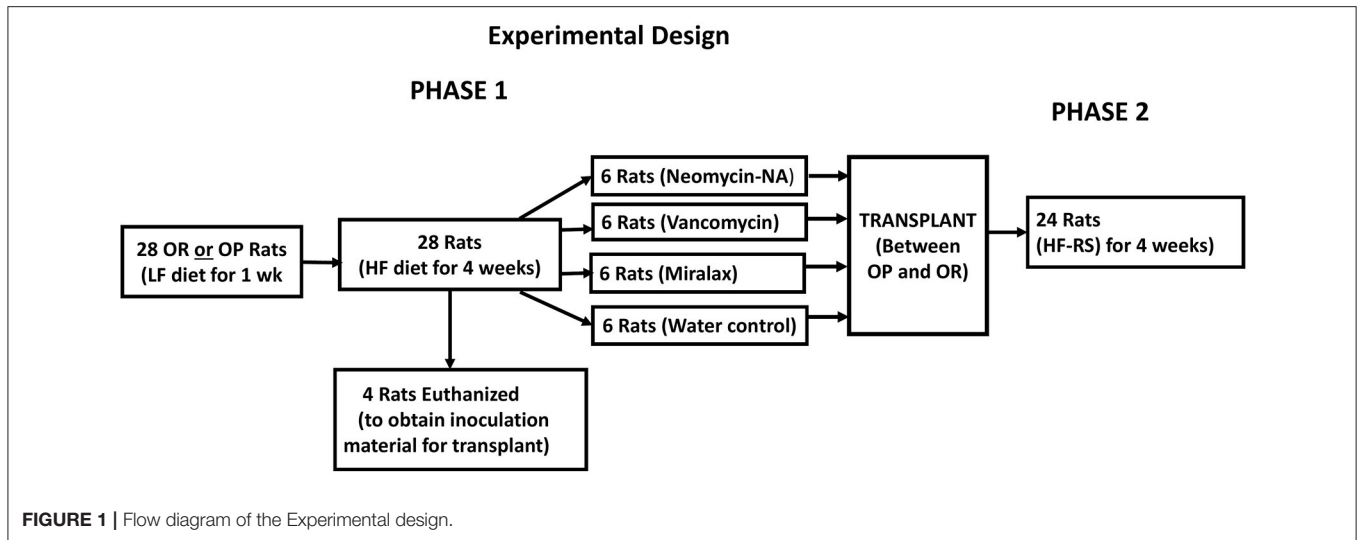 Experimental Design
PHASE 1
PHASE 2
28 OR or OP Rats
(LF diet for 1 wk
28 Rats
(HF diet for 4 weeks)
4 Rats Euthanized
(to obtain inoculation
material for transplant)
6 Rats (Neomycin-NA)
6 Rats (Vancomycin)
6 Rats (Miralax)
6 Rats (Water control)
TRANSPLANT
(Between
OP and OR)
24 Rats
(HF-RS) for 4 weeks)
FIGURE 1 | Flow diagram of the Experimental design.